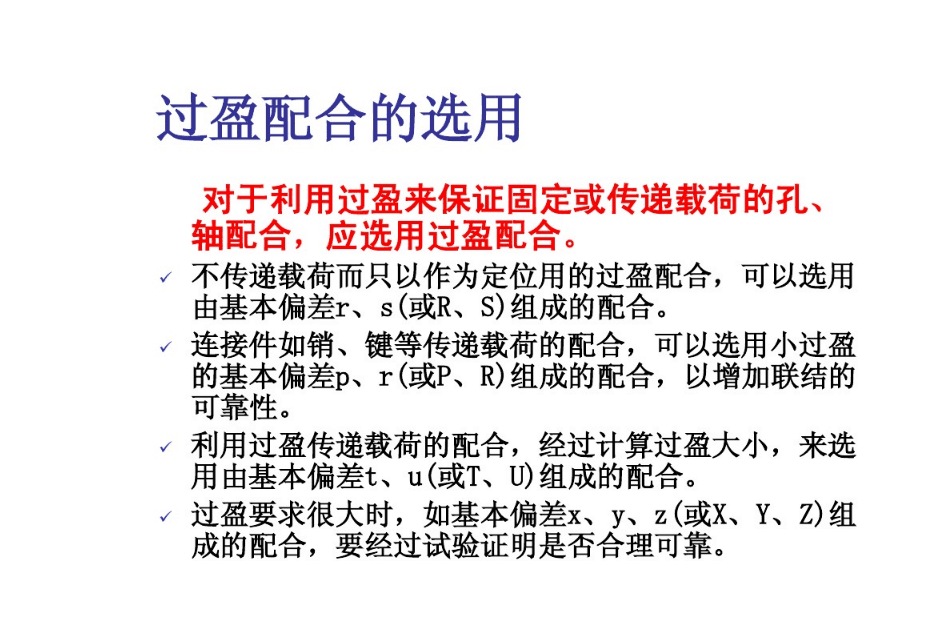 过盈配合的选用
对于利用过盈来保证固定或传递载荷的孔、
轴配合，应选用过盈配合。
✓ 不传递载荷而只以作为定位用的过盈配合，可以选用
由基本偏差r、s(或R、S)组成的配合。
✓ 连接件如销、键等传递载荷的配合，可以选用小过盈
的基本偏差p、r(或P、R)组成的配合，以增加联结的
可靠性。
✓ 利用过盈传递载荷的配合，经过计算过盈大小，来选
用由基本偏差t、u(或T、U)组成的配合。
✓ 过盈要求很大时，如基本偏差x、y、z(或X、Y、Z)组
成的配合，要经过试验证明是否合理可靠。